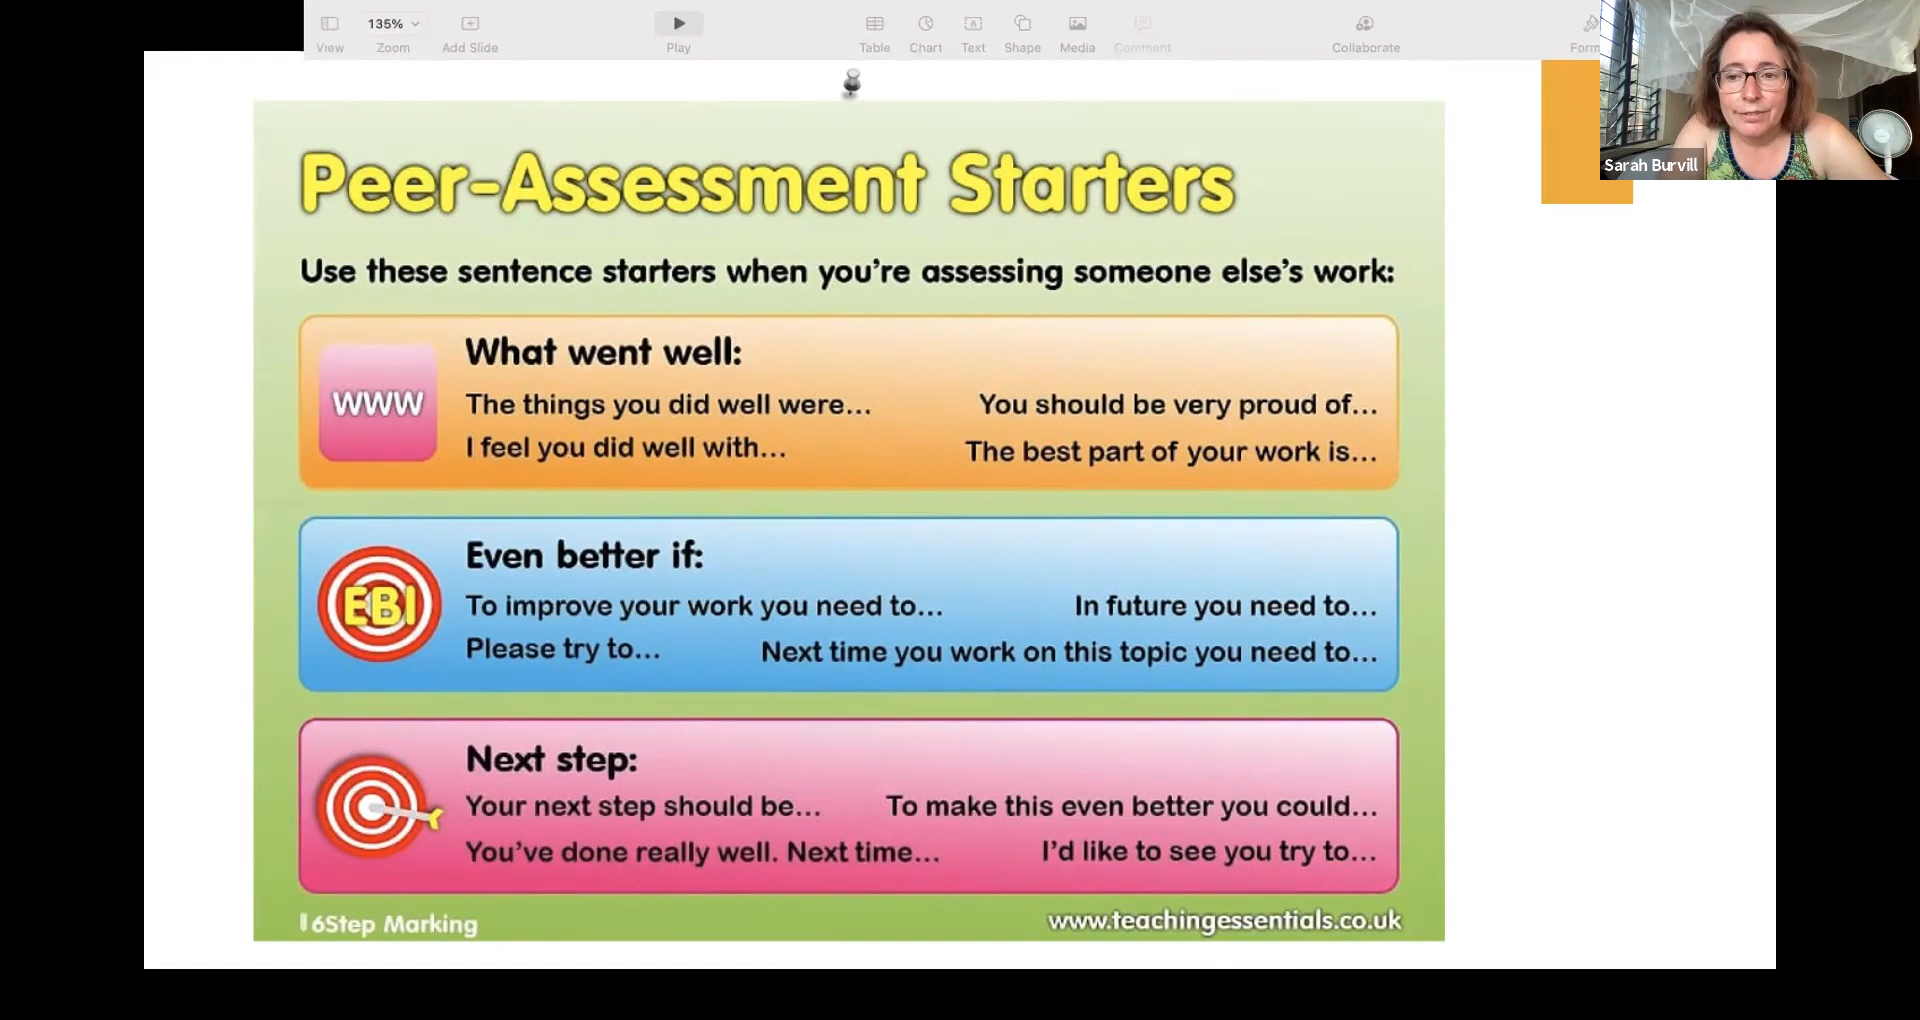 135%
View
Zoom
Add Slide
Play
Table
Chart
Text
Shape
Media
Comment
Collaborate
Form
Sarah Burvill
Peer-Assessment Starters
Use these sentence starters when you're assessing someone else's work:
WWW
What went well:
The things you did well were... You should be very proud of...
I feel you did well with... The best part of your work is...
EBI
Even better if:
To improve your work you need to... In future you need to...
Please try to... Next time you work on this topic you need to...
Next step:
Your next step should be... To make this even better you could...
You've done really well. Next time... I'd like to see you try to...
6Step Marking
www.teachingessentials.co.uk